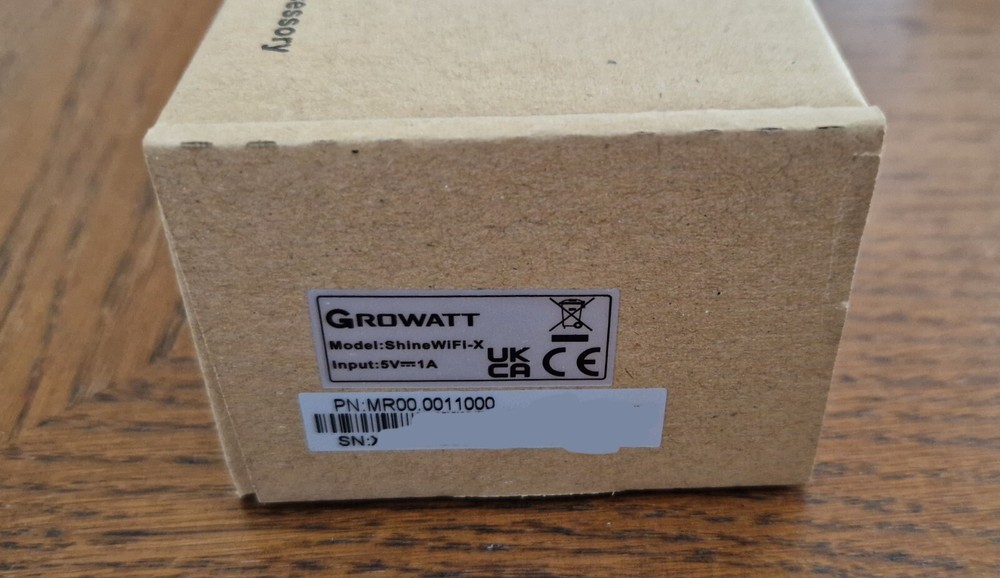 essory
GROWATT
Model:ShineWiFi-X
Input:5V⎓1A
UK
CA
CE
PN:MR00.0011000
SN: